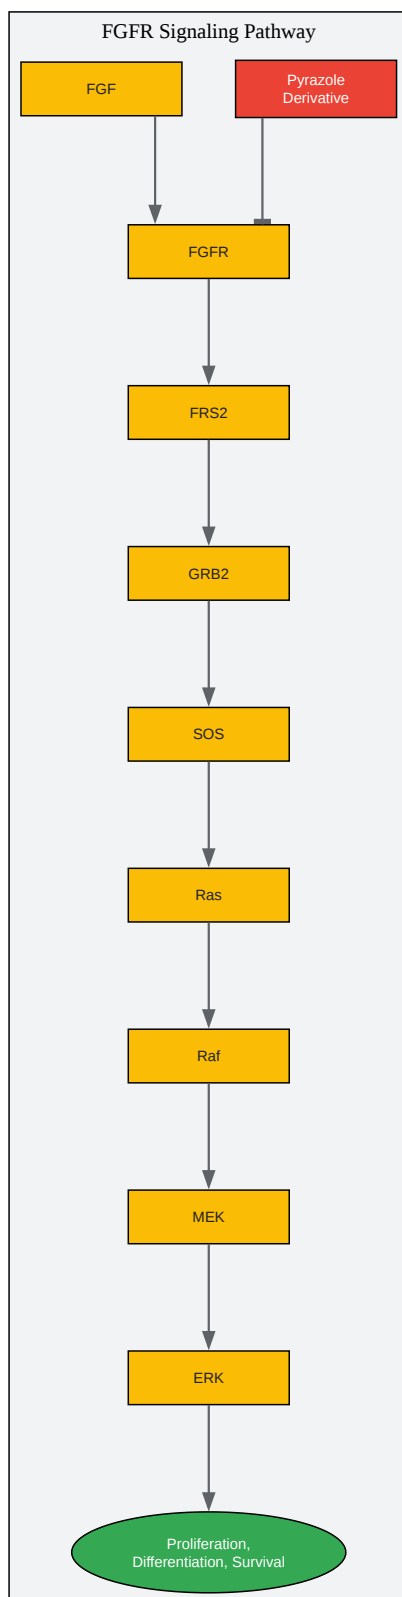 FGFR Signaling Pathway
FGF
Pyrazole
Derivative
FGFR
FRS2
GRB2
SOS
Ras
Raf
MEK
ERK
Proliferation,
Differentiation, Survival